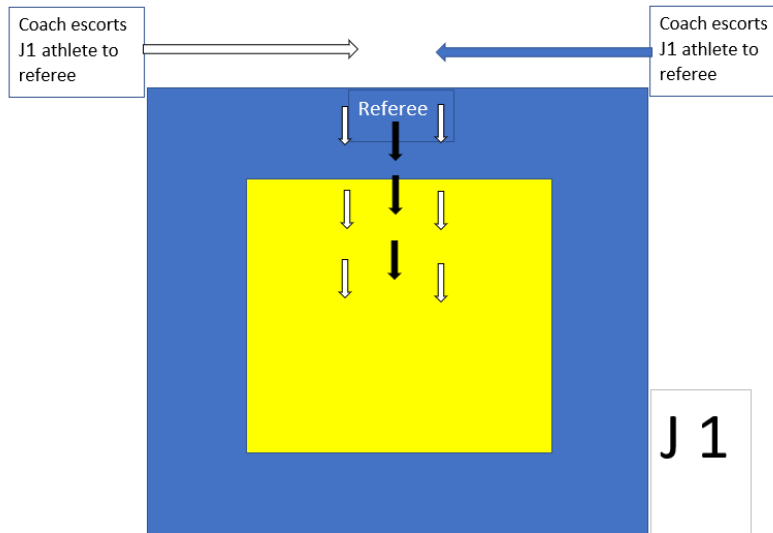 Coach escorts
J1 athlete to
referee
Coach escorts
J1 athlete to
referee
Referee
J 1